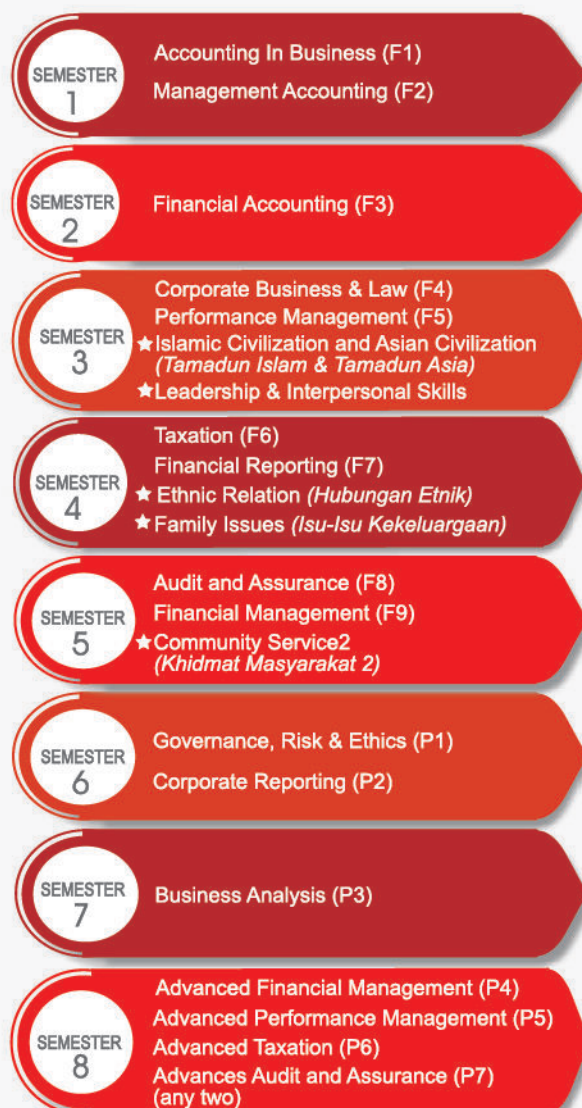 SEMESTER
1
Accounting In Business (F1)
Management Accounting (F2)
SEMESTER
2
Financial Accounting (F3)
SEMESTER
3
Corporate Business & Law (F4)
Performance Management (F5)
★Islamic Civilization and Asian Civilization
(Tamadun Islam & Tamadun Asia)
★Leadership & Interpersonal Skills
SEMESTER
4
Taxation (F6)
Financial Reporting (F7)
★ Ethnic Relation (Hubungan Etnik)
★ Family Issues (Isu-Isu Kekeluargaan)
SEMESTER
5
Audit and Assurance (F8)
Financial Management (F9)
★Community Service2
(Khidmat Masyarakat 2)
SEMESTER
6
Governance, Risk & Ethics (P1)
Corporate Reporting (P2)
SEMESTER
7
Business Analysis (P3)
SEMESTER
8
Advanced Financial Management (P4)
Advanced Performance Management (P5)
Advanced Taxation (P6)
Advances Audit and Assurance (P7)
(any two)